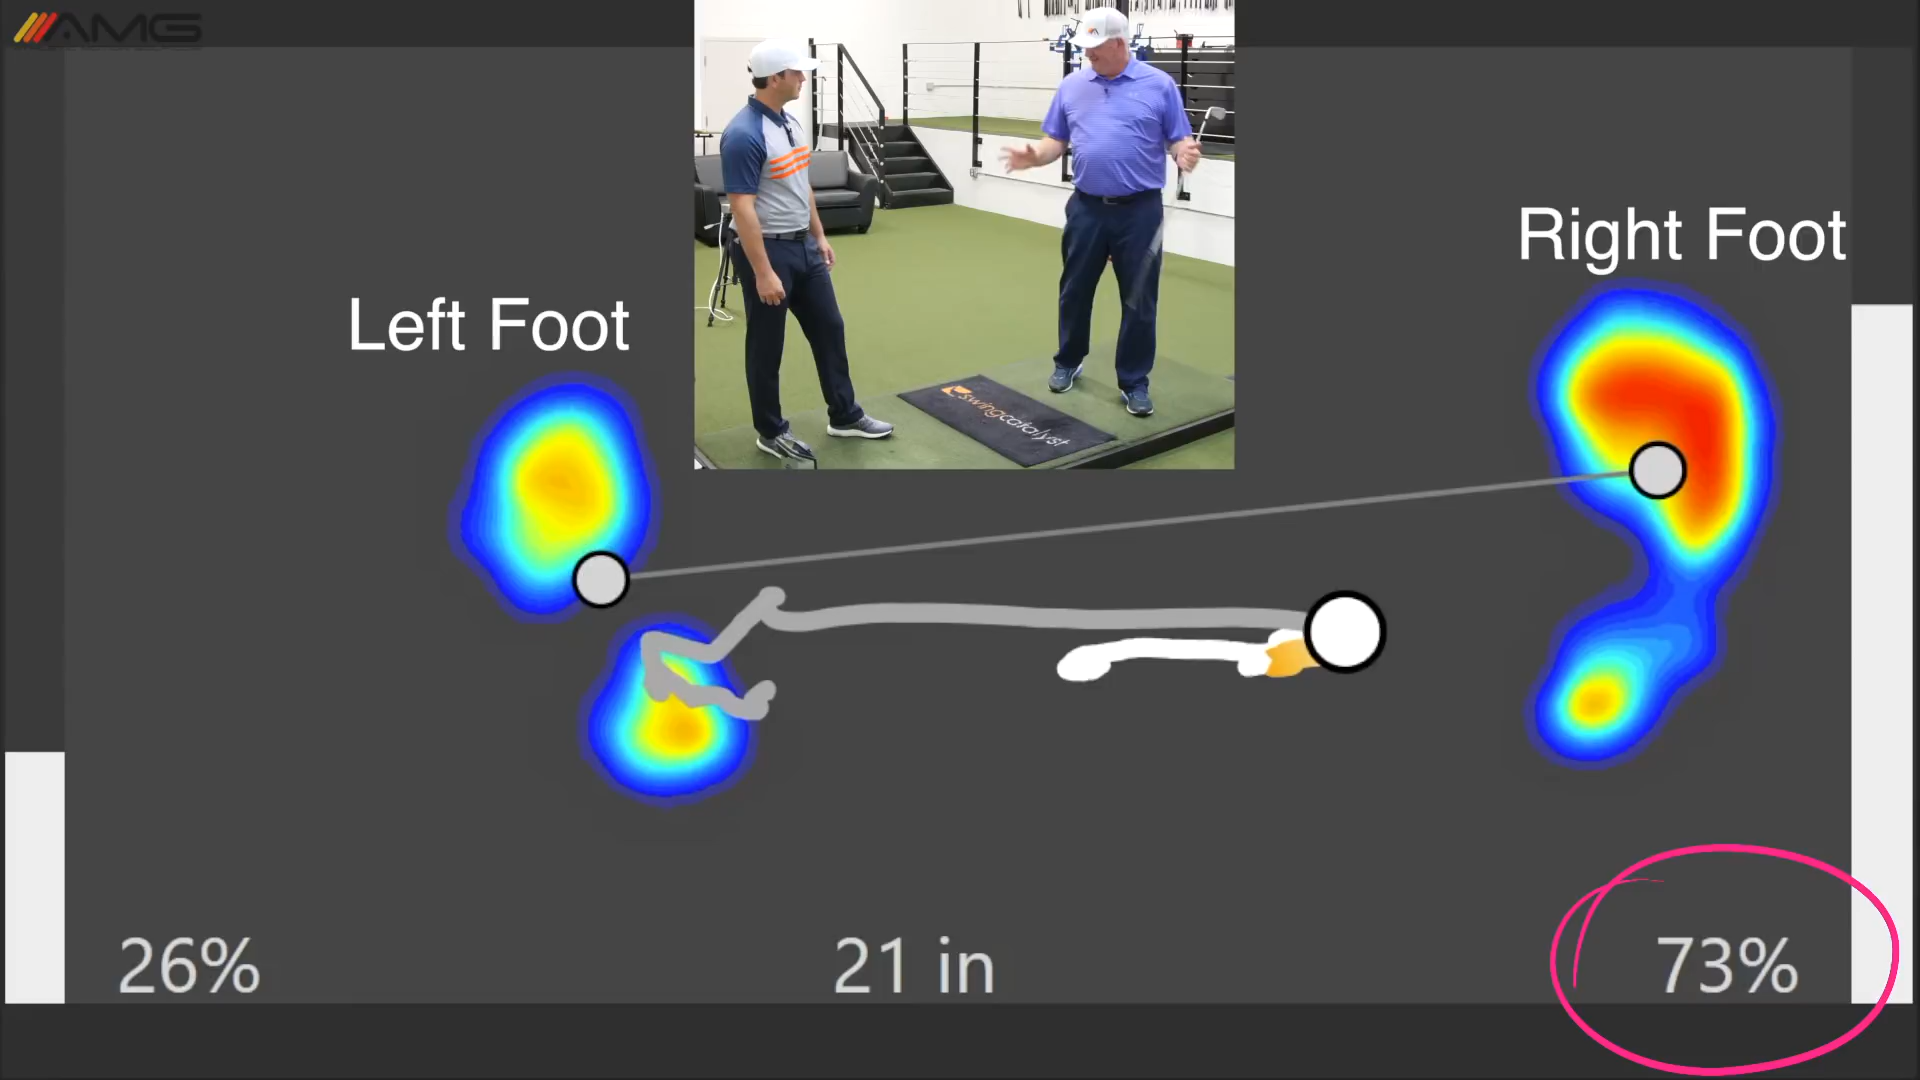 AMG
Left Foot
Right Foot
swingcatalyst
26%
21 in
73%